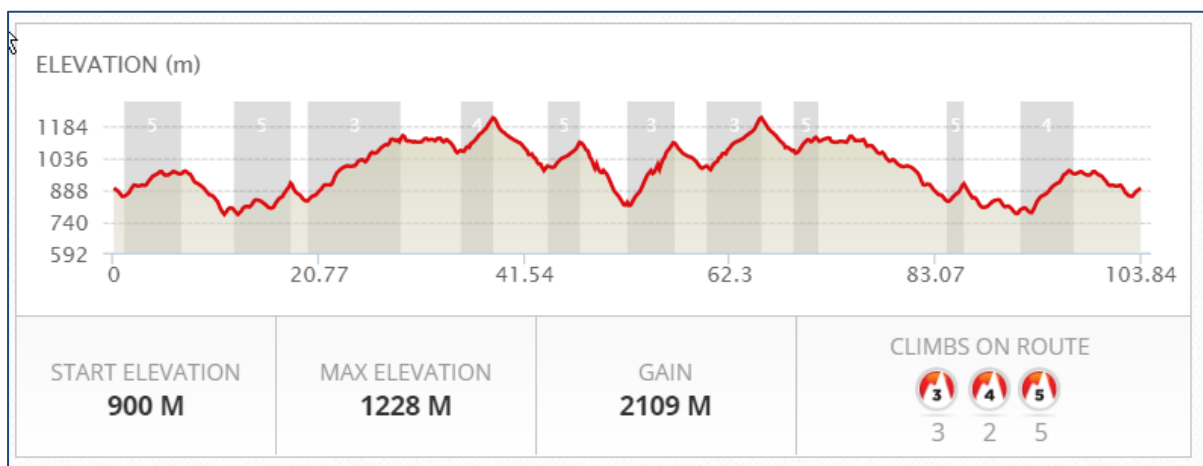 ELEVATION (m)
5 5 3 4 5 3 3 5 5 4
1184
1036
888
740
592
0 20.77 41.54 62.3 83.07 103.84
START ELEVATION
900 M
MAX ELEVATION
1228 M
GAIN
2109 M
CLIMBS ON ROUTE
3 4 5
3 2 5